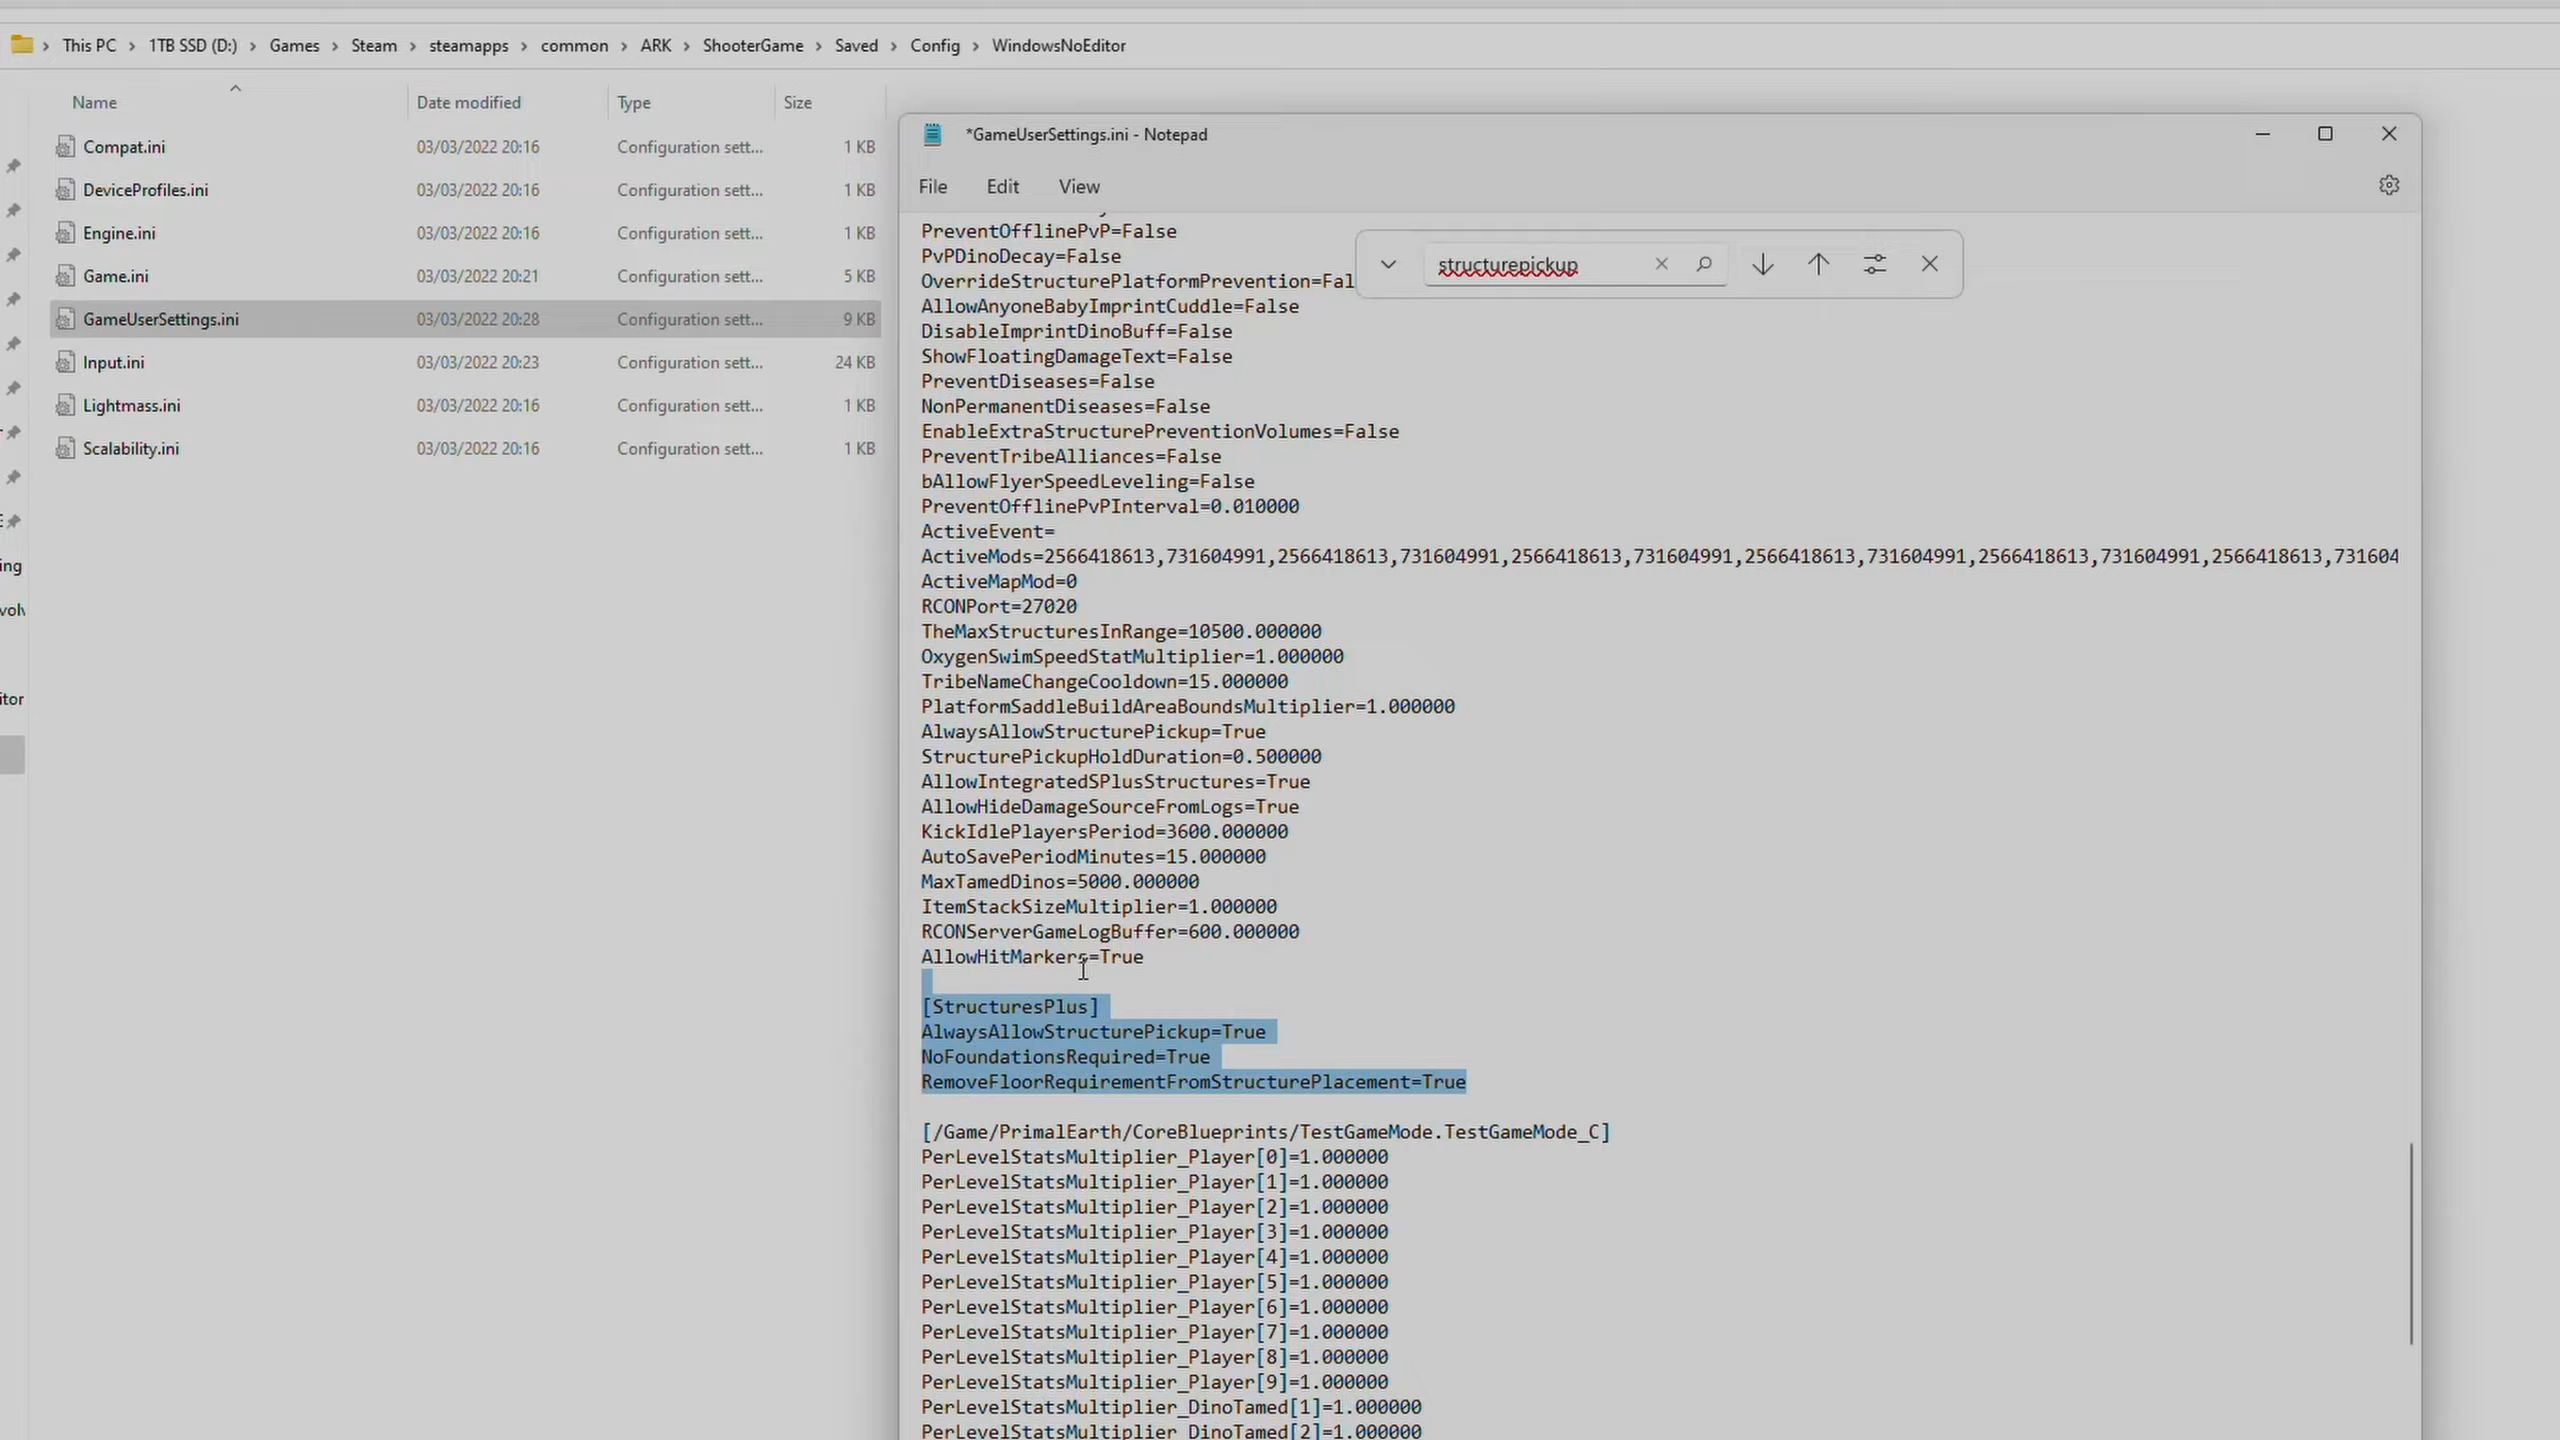 This PC > 1TB SSD (D:) > Games > Steam > steamapps > common > ARK > ShooterGame > Saved > Config > WindowsNoEditor
Name Date modified Type Size
Compat.ini 03/03/2022 20:16 Configuration sett... 1 KB
DeviceProfiles.ini 03/03/2022 20:16 Configuration sett... 1 KB
Engine.ini 03/03/2022 20:16 Configuration sett... 1 KB
Game.ini 03/03/2022 20:21 Configuration sett... 5 KB
GameUserSettings.ini 03/03/2022 20:28 Configuration sett... 9 KB
Input.ini 03/03/2022 20:23 Configuration sett... 24 KB
Lightmass.ini 03/03/2022 20:16 Configuration sett... 1 KB
Scalability.ini 03/03/2022 20:16 Configuration sett... 1 KB
ing
itor
*GameUserSettings.ini - Notepad
File Edit View
structurepickup
PreventOfflinePvP=False
PvPDinoDecay=False
OverrideStructurePlatformPrevention=Fal
AllowAnyoneBabyImprintCuddle=False
DisableImprintDinoBuff=False
ShowFloatingDamageText=False
PreventDiseases=False
NonPermanentDiseases=False
EnableExtraStructurePreventionVolumes=False
PreventTribeAlliances=False
bAllowFlyerSpeedLeveling=False
PreventOfflinePvPInterval=0.010000
ActiveEvent=
ActiveMods=2566418613,731604991,2566418613,731604991,2566418613,731604991,2566418613,731604991,2566418613,731604991,2566418613,731604
ActiveMapMod=0
RCONPort=27020
TheMaxStructuresInRange=10500.000000
OxygenSwimSpeedStatMultiplier=1.000000
TribeNameChangeCooldown=15.000000
PlatformSaddleBuildAreaBoundsMultiplier=1.000000
AlwaysAllowStructurePickup=True
StructurePickupHoldDuration=0.500000
AllowIntegratedSPlusStructures=True
AllowHideDamageSourceFromLogs=True
KickIdlePlayersPeriod=3600.000000
AutoSavePeriodMinutes=15.000000
MaxTamedDinos=5000.000000
ItemStackSizeMultiplier=1.000000
RCONServerGameLogBuffer=600.000000
AllowHitMarkers=True
[StructuresPlus]
AlwaysAllowStructurePickup=True
NoFoundationsRequired=True
RemoveFloorRequirementFromStructurePlacement=True
[/Game/PrimalEarth/CoreBlueprints/TestGameMode.TestGameMode_C]
PerLevelStatsMultiplier_Player[0]=1.000000
PerLevelStatsMultiplier_Player[1]=1.000000
PerLevelStatsMultiplier_Player[2]=1.000000
PerLevelStatsMultiplier_Player[3]=1.000000
PerLevelStatsMultiplier_Player[4]=1.000000
PerLevelStatsMultiplier_Player[5]=1.000000
PerLevelStatsMultiplier_Player[6]=1.000000
PerLevelStatsMultiplier_Player[7]=1.000000
PerLevelStatsMultiplier_Player[8]=1.000000
PerLevelStatsMultiplier_Player[9]=1.000000
PerLevelStatsMultiplier_DinoTamed[1]=1.000000
PerLevelStatsMultiplier_DinoTamed[2]=1.000000